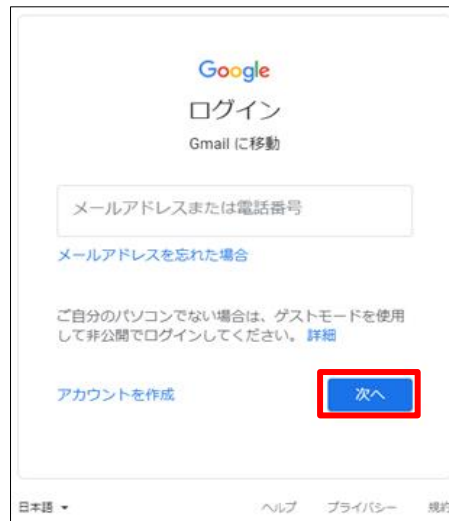 Google
ログイン
Gmail に移動
メールアドレスまたは電話番号
メールアドレスを忘れた場合
ご自分のパソコンでない場合は、ゲストモードを使用
して非公開でログインしてください。 詳細
アカウントを作成
次へ
日本語
ヘルプ プライバシー 規約